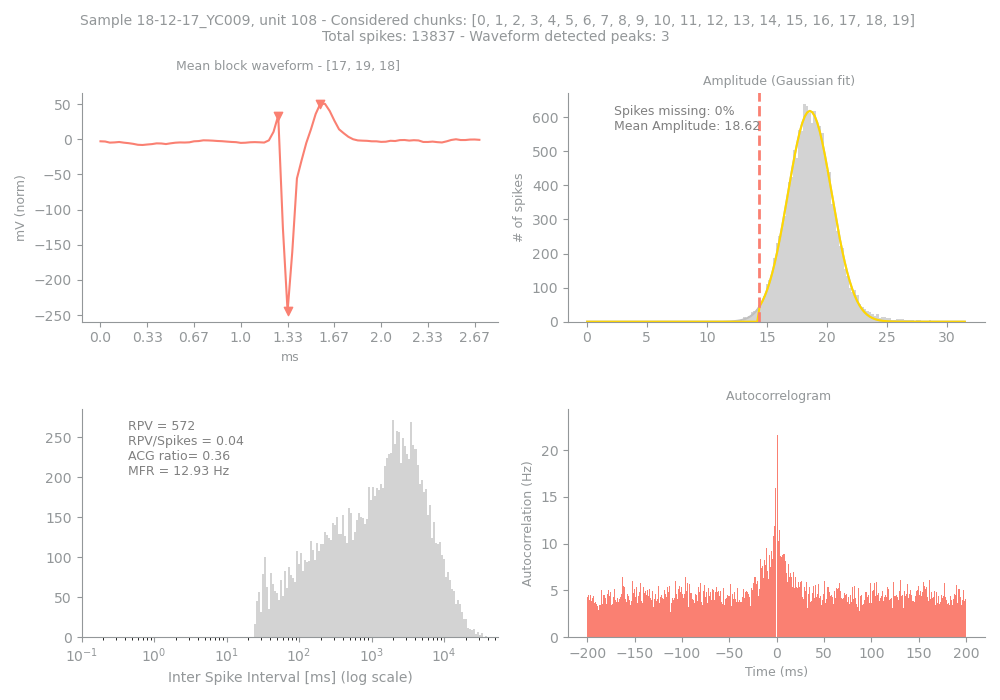 Sample 18-12-17_YC009, unit 108 - Considered chunks: [0, 1, 2, 3, 4, 5, 6, 7, 8, 9, 10, 11, 12, 13, 14, 15, 16, 17, 18, 19]
Total spikes: 13837 - Waveform detected peaks: 3
Mean block waveform - [17, 19, 18]
50
0
−50
−100
−150
−200
−250
mV (norm)
0.0 0.33 0.67 1.0 1.33 1.67 2.0 2.33 2.67
ms
Amplitude (Gaussian fit)
Spikes missing: 0%
Mean Amplitude: 18.62
600
500
400
300
200
100
0
# of spikes
0 5 10 15 20 25 30
RPV = 572
RPV/Spikes = 0.04
ACG ratio= 0.36
MFR = 12.93 Hz
250
200
150
100
50
0
10⁻¹ 10⁰ 10¹ 10² 10³ 10⁴
Inter Spike Interval [ms] (log scale)
Autocorrelogram
20
15
10
5
0
Autocorrelation (Hz)
−200 −150 −100 −50 0 50 100 150 200
Time (ms)